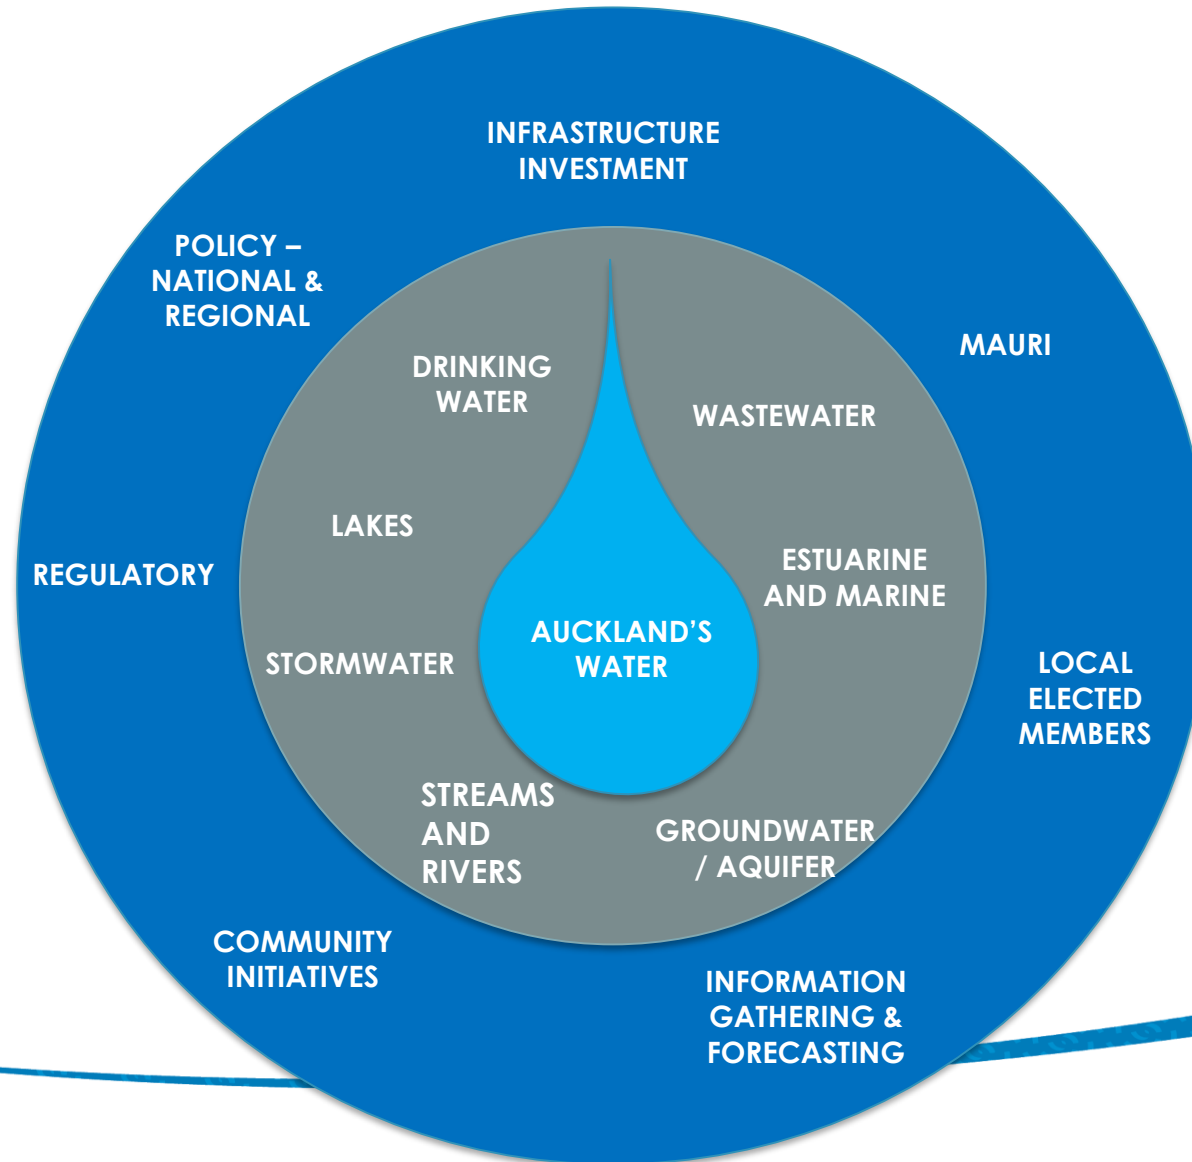 INFRASTRUCTURE
INVESTMENT
POLICY –
NATIONAL &
REGIONAL
MAURI
DRINKING
WATER
WASTEWATER
LAKES
ESTUARINE
AND MARINE
REGULATORY
AUCKLAND’S
WATER
STORMWATER
LOCAL
ELECTED
MEMBERS
STREAMS
AND
RIVERS
GROUNDWATER
/ AQUIFER
COMMUNITY
INITIATIVES
INFORMATION
GATHERING &
FORECASTING